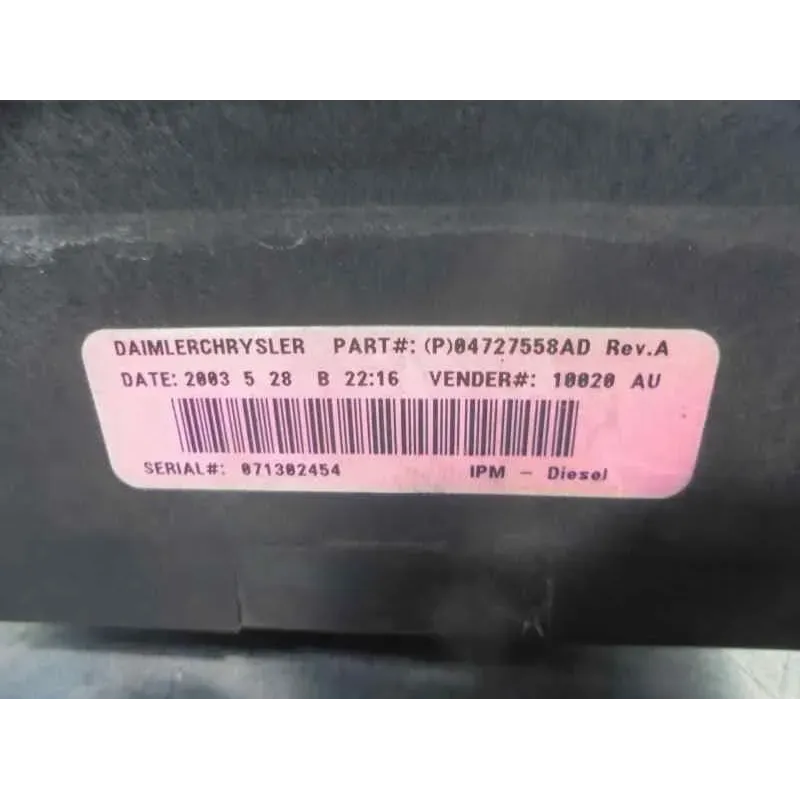 DAIMLERCHRYSLER PART#: (P)04727558AD Rev.A
DATE: 2003 5 28 B 22:16 VENDER#: 10020 AU
SERIAL#: 071302454 IPM - Diesel